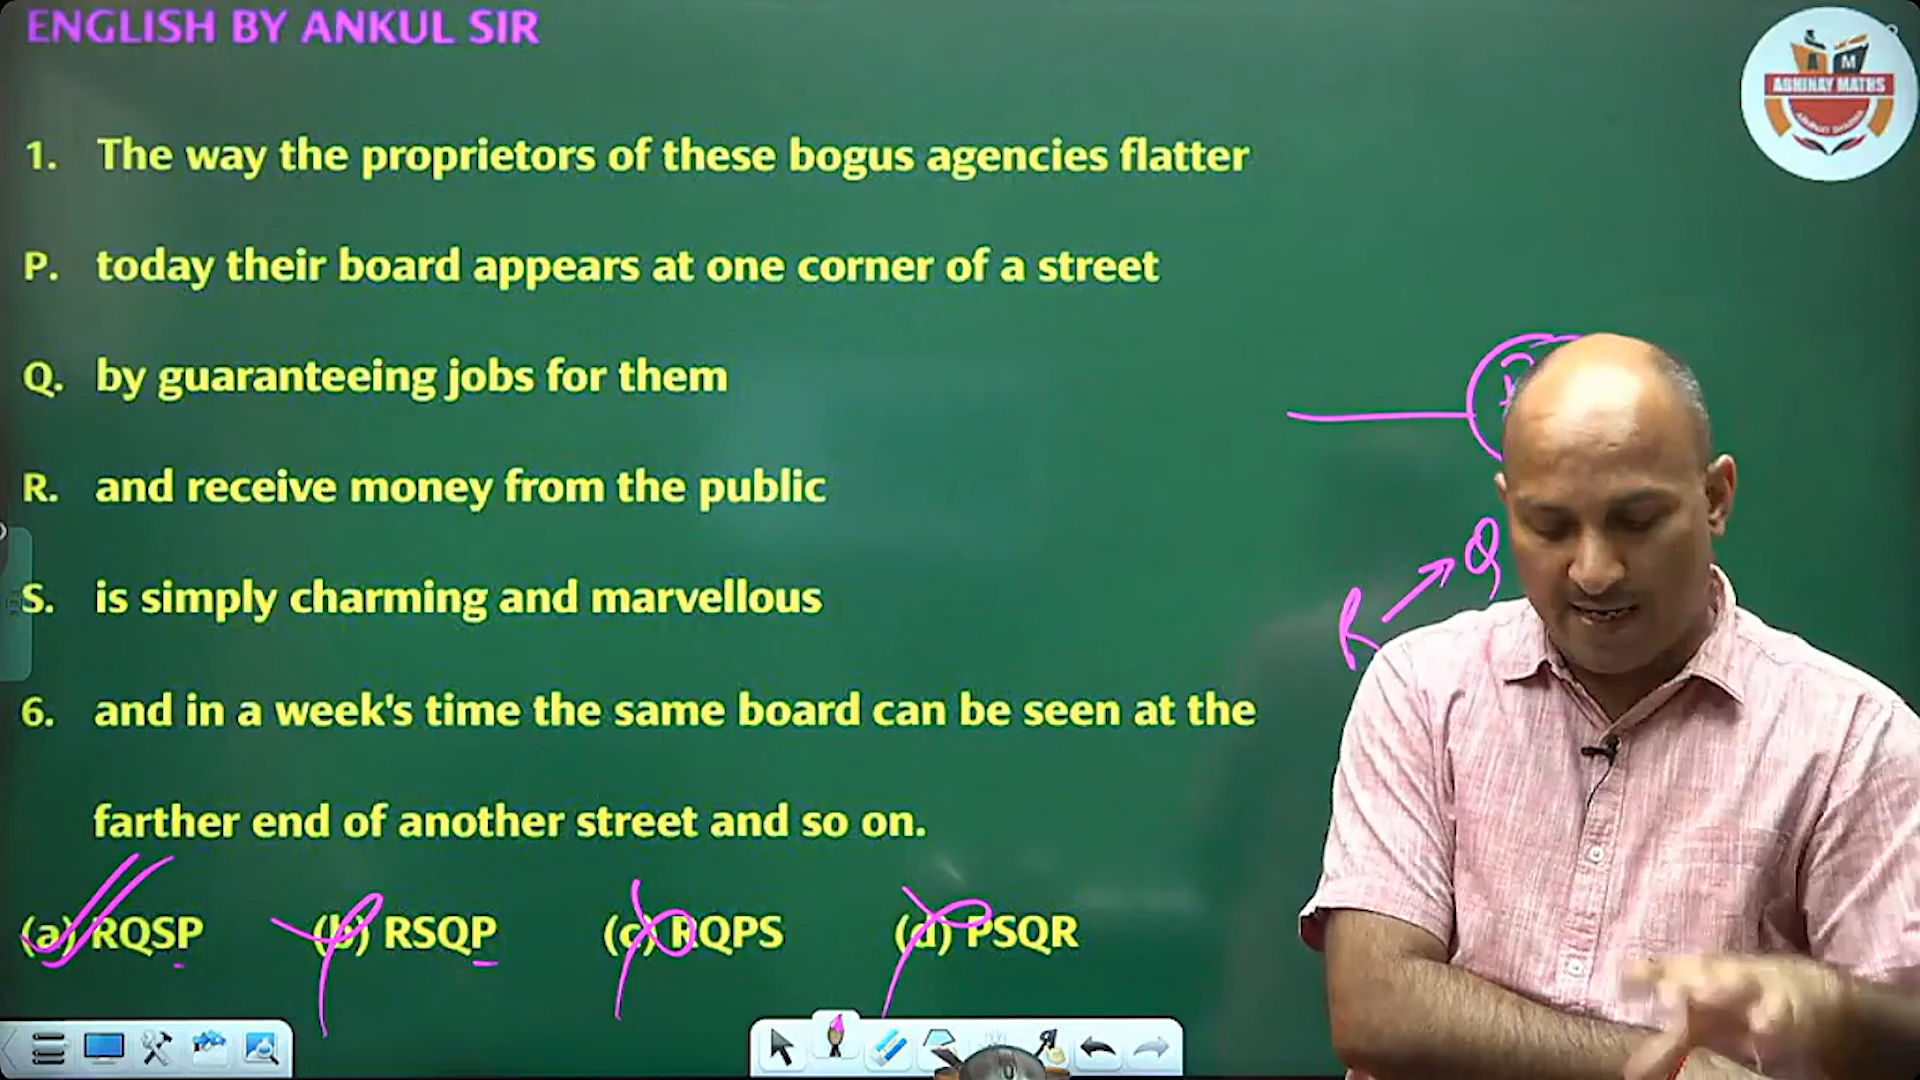 ENGLISH BY ANKUL SIR
A M
ABHINAY MATHS
1. The way the proprietors of these bogus agencies flatter
P. today their board appears at one corner of a street
Q. by guaranteeing jobs for them
R. and receive money from the public
S. is simply charming and marvellous
R → Q
6. and in a week's time the same board can be seen at the
farther end of another street and so on.
(a) RQSP (b) RSQP (c) RQPS (d) PSQR